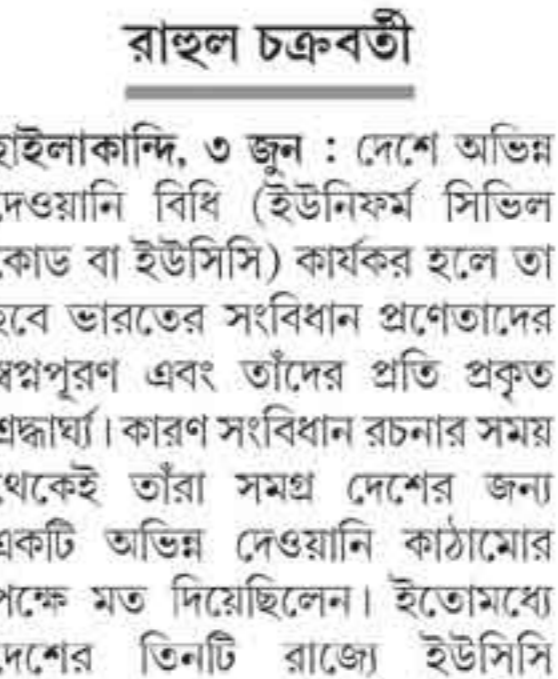 রাহুল চক্রবর্তী
হাইলাকান্দি, ৩ জুন : দেশে অভিন্ন
দেওয়ানি বিধি (ইউনিফর্ম সিভিল
কোড বা ইউসিসি) কার্যকর হলে তা
হবে ভারতের সংবিধান প্রণেতাদের
স্বপ্নপূরণ এবং তাঁদের প্রতি প্রকৃত
শ্রদ্ধার্ঘ্য। কারণ সংবিধান রচনার সময়
থেকেই তাঁরা সমগ্র দেশের জন্য
একটি অভিন্ন দেওয়ানি কাঠামোর
পক্ষে মত দিয়েছিলেন। ইতোমধ্যে
দেশের তিনটি রাজ্যে ইউসিসি